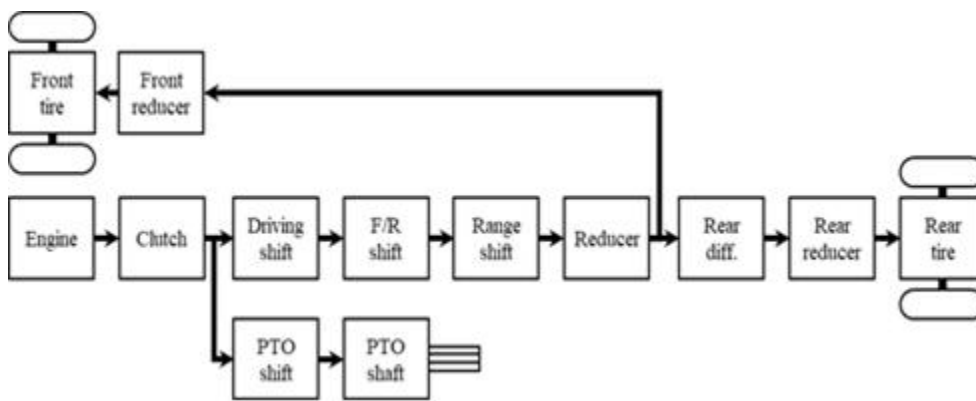 Front
tire
Front
reducer
Engine
Clutch
Driving
shift
F/R
shift
Range
shift
Reducer
Rear
diff.
Rear
reducer
Rear
tire
PTO
shift
PTO
shaft